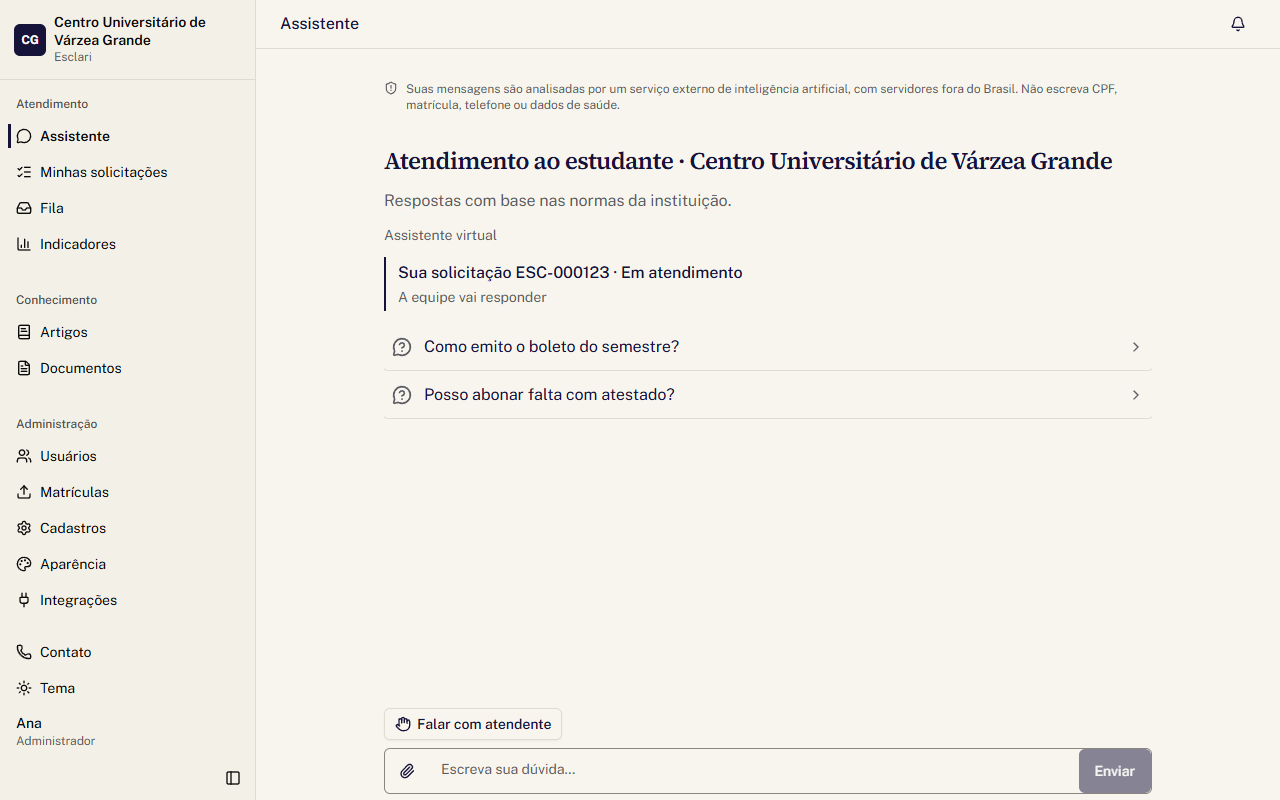 CG
Centro Universitário de
Várzea Grande
Esclari
Atendimento
Assistente
Minhas solicitações
Fila
Indicadores
Conhecimento
Artigos
Documentos
Administração
Usuários
Matrículas
Cadastros
Aparência
Integrações
Contato
Tema
Ana
Administrador
Assistente
Suas mensagens são analisadas por um serviço externo de inteligência artificial, com servidores fora do Brasil. Não escreva CPF,
matrícula, telefone ou dados de saúde.
Atendimento ao estudante · Centro Universitário de Várzea Grande
Respostas com base nas normas da instituição.
Assistente virtual
Sua solicitação ESC-000123 · Em atendimento
A equipe vai responder
Como emito o boleto do semestre?
Posso abonar falta com atestado?
Falar com atendente
Escreva sua dúvida...
Enviar